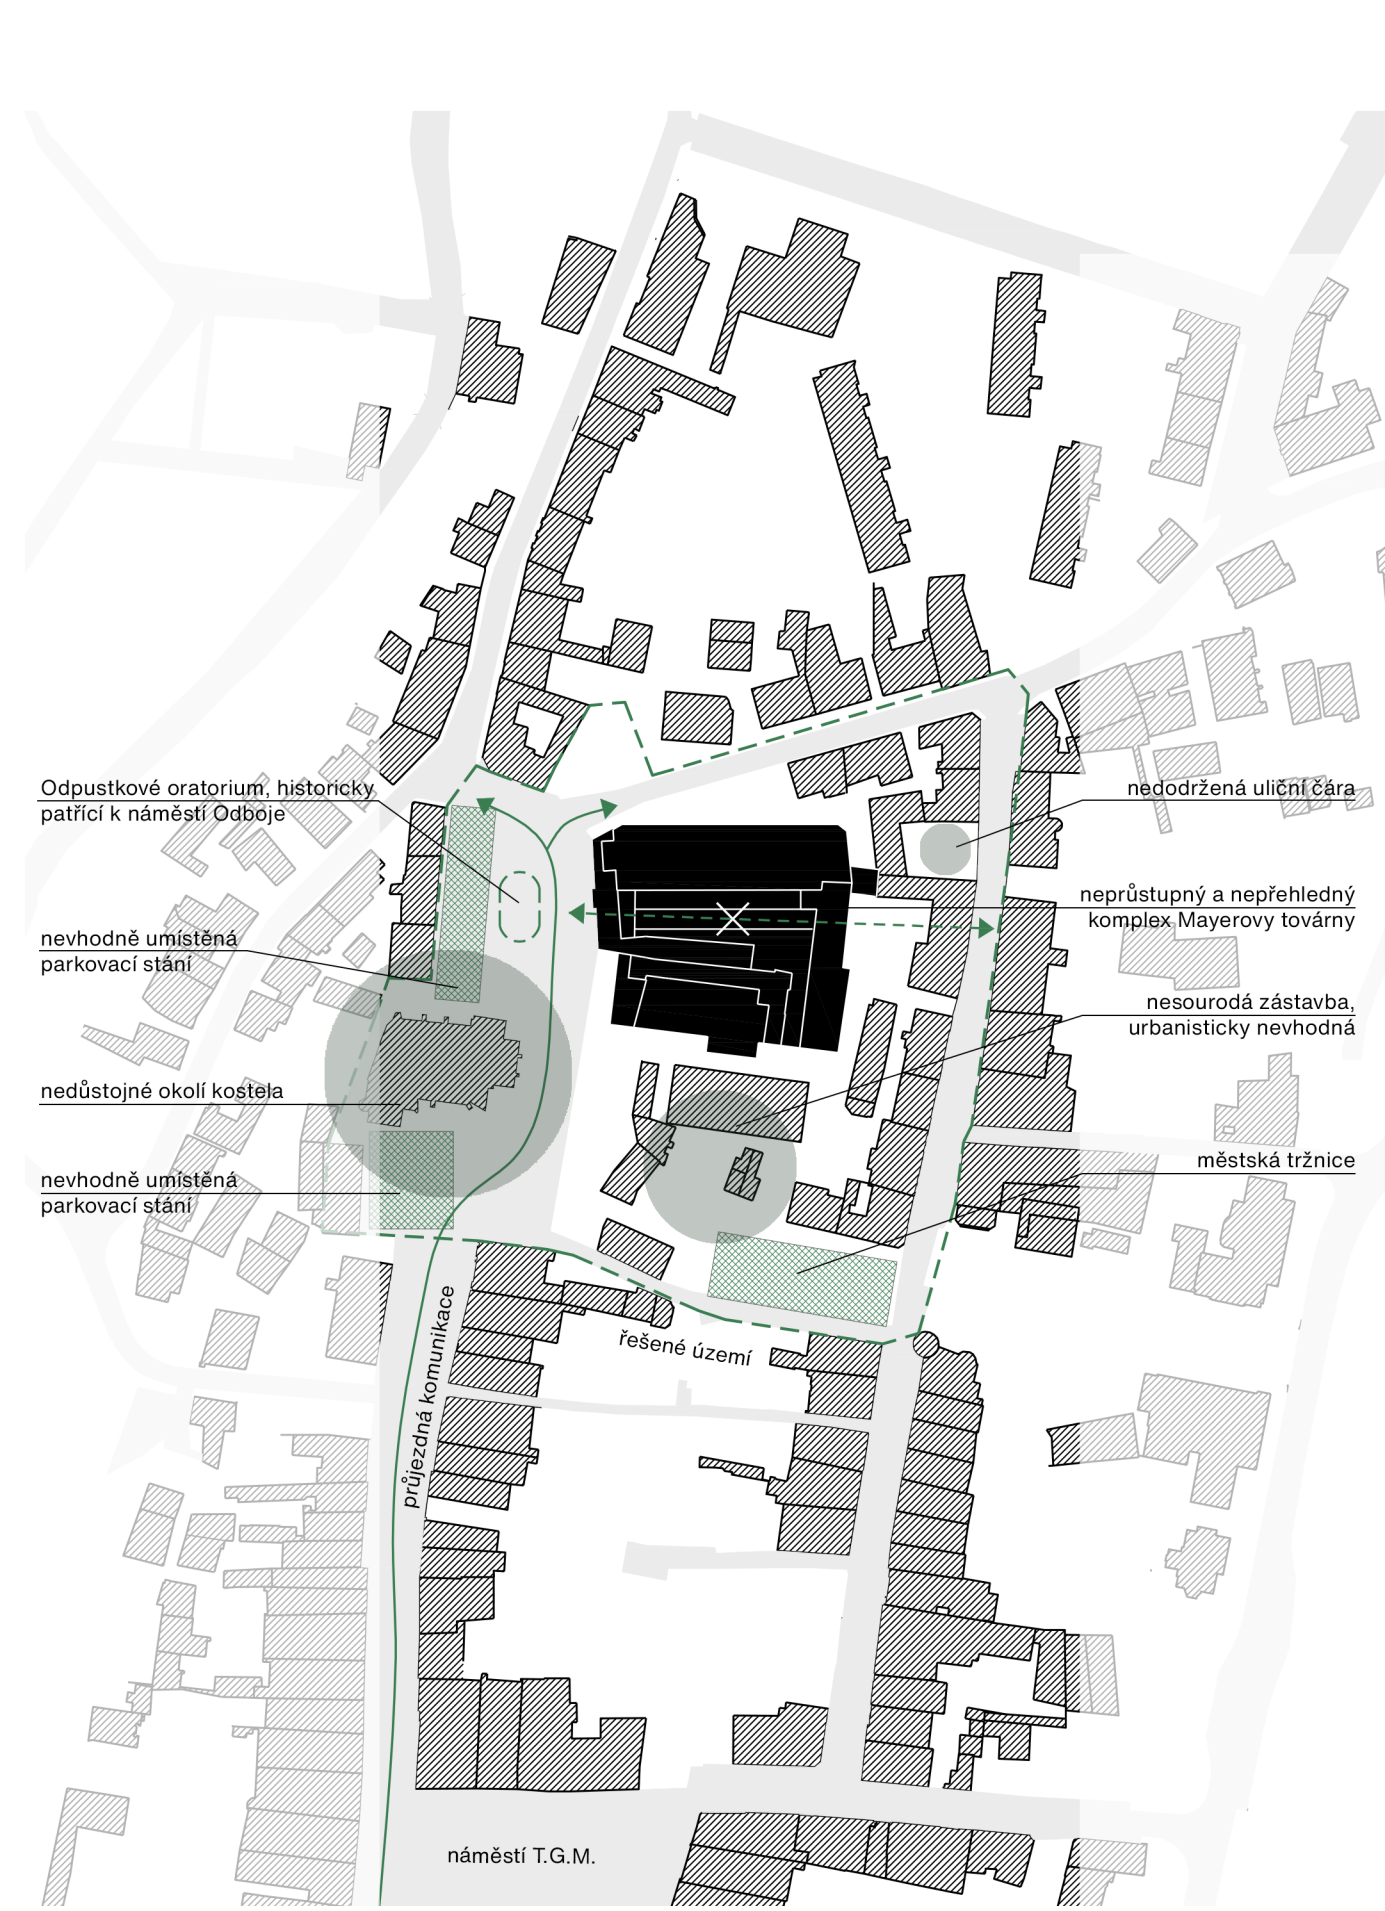 Odpustkové oratorium, historicky
patřící k náměstí Odboje
nevhodně umístěná
parkovací stání
nedůstojné okolí kostela
nevhodně umístěná
parkovací stání
nedodržená uliční čára
neprůstupný a nepřehledný
komplex Mayerovy továrny
nesourodá zástavba,
urbanisticky nevhodná
městská tržnice
řešené území
průjezdná komunikace
náměstí T.G.M.